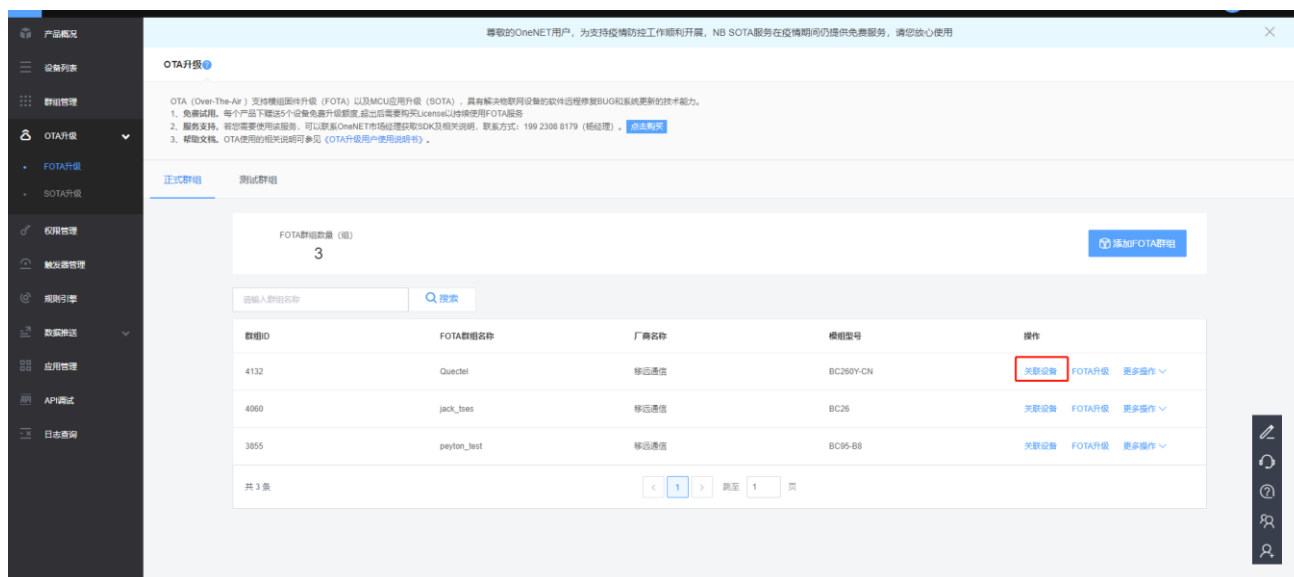 尊敬的OneNET用户，为支持疫情防控工作顺利开展，NB SOTA服务在疫情期间仍提供免费服务，请您放心使用
产品概况
设备列表
群组管理
OTA升级
FOTA升级
SOTA升级
权限管理
触发器管理
规则引擎
数据推送
应用管理
API调试
日志查询
OTA升级
OTA（Over-The-Air ）支持模组固件升级（FOTA）以及MCU应用升级（SOTA）, 具有解决物联网设备的软件远程修复BUG和系统更新的技术能力。
1、免费试用。每个产品下赠送5个设备免费升级额度,超出后需要购买License以持续使用FOTA服务
2、服务支持。若您需要使用该服务, 可以联系OneNET市场经理获取SDK及相关说明, 联系方式：199 2308 8179（杨经理）。 点击购买
3、帮助文档。OTA使用的相关说明可参见《OTA升级用户使用说明书》。
正式群组 测试群组
FOTA群组数量（组）
3
添加FOTA群组
请输入群组名称 搜索
群组ID FOTA群组名称 厂商名称 模组型号 操作
4132 Quectel 移远通信 BC260Y-CN 关联设备 FOTA升级 更多操作
4060 jack_tses 移远通信 BC26 关联设备 FOTA升级 更多操作
3855 peyton_test 移远通信 BC95-B8 关联设备 FOTA升级 更多操作
共 3 条 < 1 > 跳至 1 页